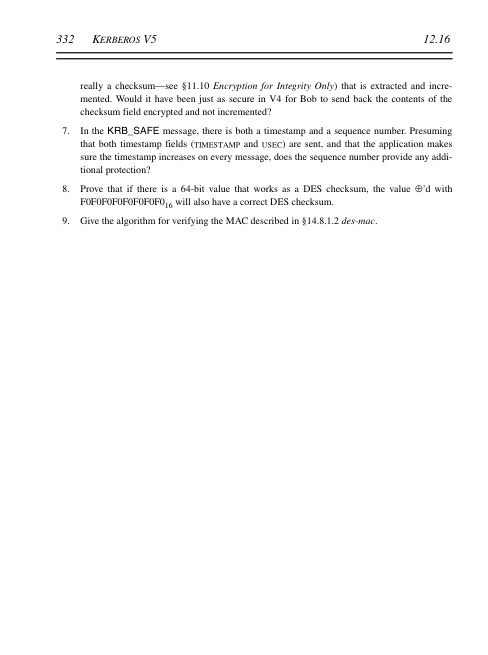 332 KERBEROS V5 12.16
really a checksum—see §11.10 Encryption for Integrity Only) that is extracted and incre-
mented. Would it have been just as secure in V4 for Bob to send back the contents of the
checksum field encrypted and not incremented?
7. In the KRB_SAFE message, there is both a timestamp and a sequence number. Presuming
that both timestamp fields (TIMESTAMP and USEC) are sent, and that the application makes
sure the timestamp increases on every message, does the sequence number provide any addi-
tional protection?
8. Prove that if there is a 64-bit value that works as a DES checksum, the value ⊕'d with
F0F0F0F0F0F0F0F0₁₆ will also have a correct DES checksum.
9. Give the algorithm for verifying the MAC described in §14.8.1.2 des-mac.